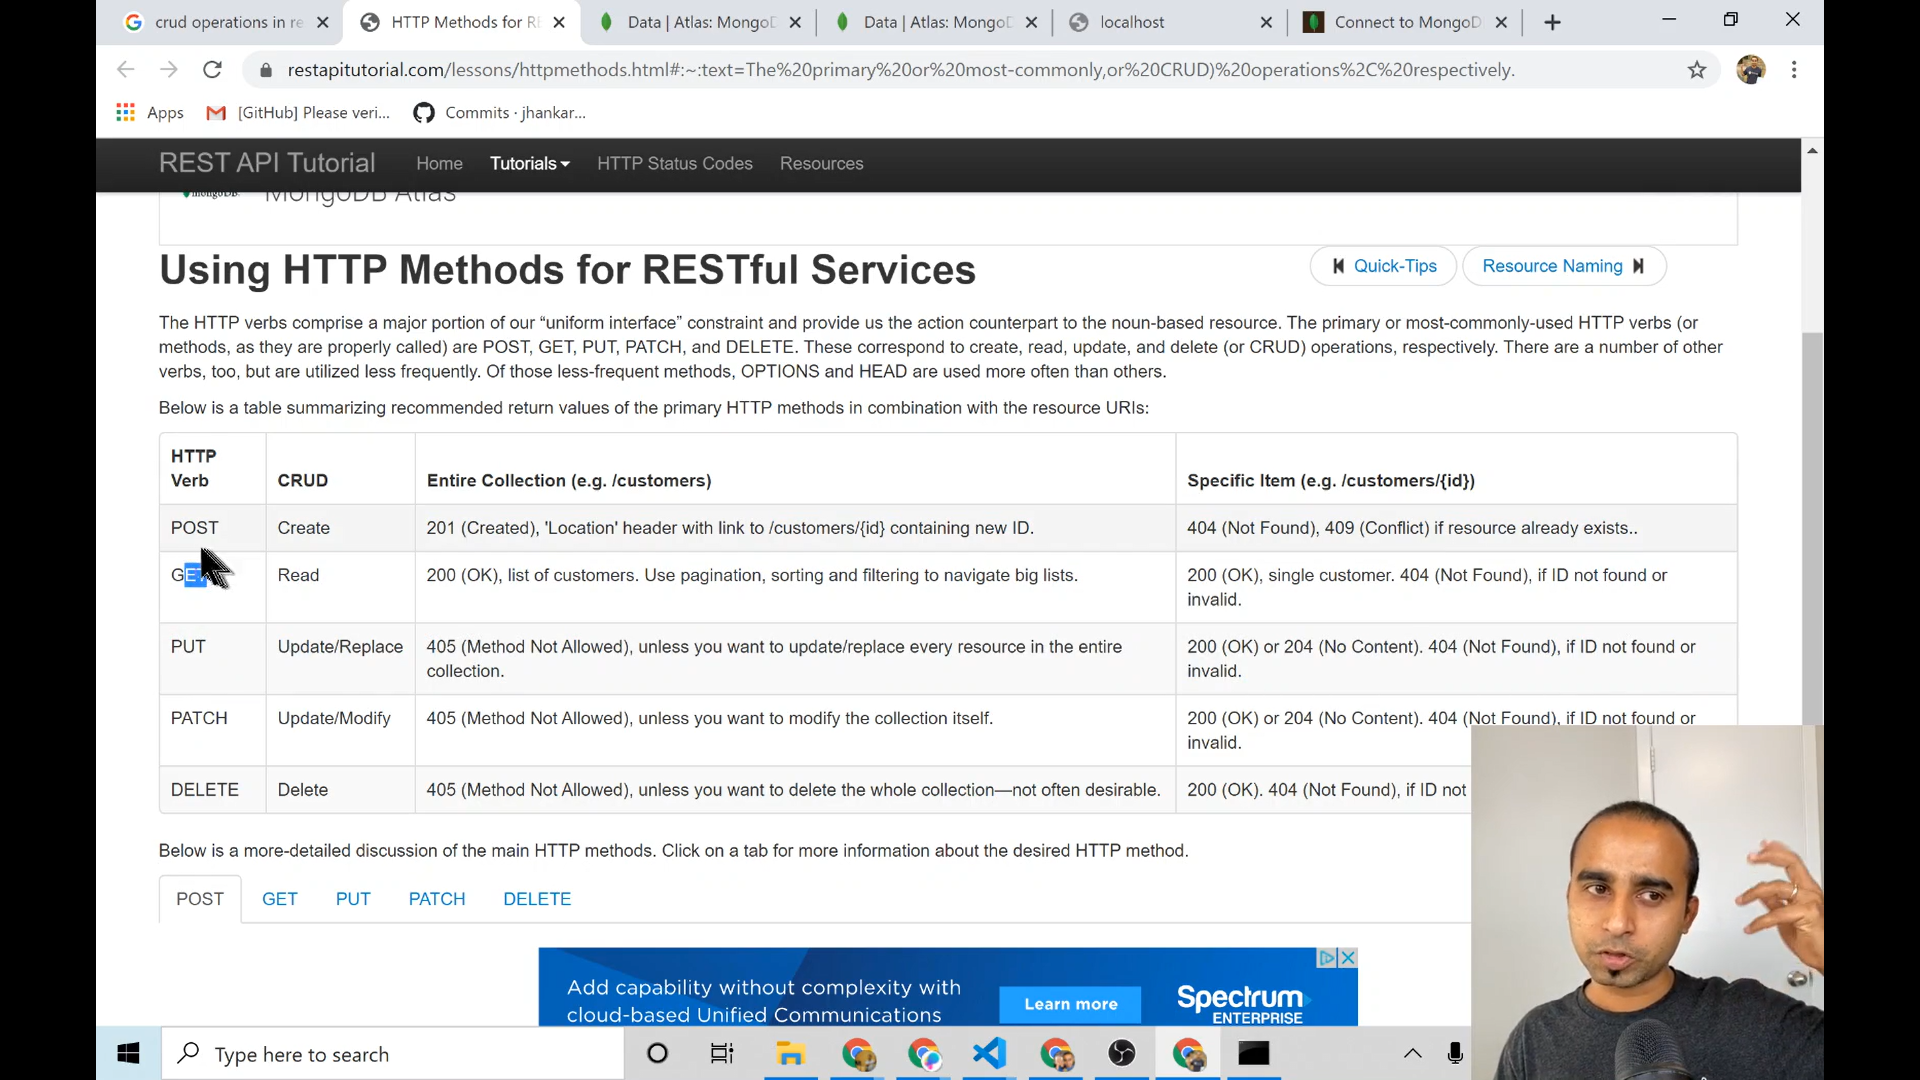 crud operations in re
HTTP Methods for RE
Data | Atlas: MongoD
Data | Atlas: MongoD
localhost
Connect to MongoD
restapitutorial.com/lessons/httpmethods.html#:~:text=The%20primary%20or%20most-commonly,or%20CRUD)%20operations%2C%20respectively.
Apps
[GitHub] Please veri...
Commits · jhankar...
REST API Tutorial
Home
Tutorials
HTTP Status Codes
Resources
mongoDB.
MongoDB Atlas
Using HTTP Methods for RESTful Services
Quick-Tips
Resource Naming
The HTTP verbs comprise a major portion of our “uniform interface” constraint and provide us the action counterpart to the noun-based resource. The primary or most-commonly-used HTTP verbs (or
methods, as they are properly called) are POST, GET, PUT, PATCH, and DELETE. These correspond to create, read, update, and delete (or CRUD) operations, respectively. There are a number of other
verbs, too, but are utilized less frequently. Of those less-frequent methods, OPTIONS and HEAD are used more often than others.
Below is a table summarizing recommended return values of the primary HTTP methods in combination with the resource URIs:
HTTP
Verb
CRUD
Entire Collection (e.g. /customers)
Specific Item (e.g. /customers/{id})
POST
Create
201 (Created), 'Location' header with link to /customers/{id} containing new ID.
404 (Not Found), 409 (Conflict) if resource already exists..
GET
Read
200 (OK), list of customers. Use pagination, sorting and filtering to navigate big lists.
200 (OK), single customer. 404 (Not Found), if ID not found or
invalid.
PUT
Update/Replace
405 (Method Not Allowed), unless you want to update/replace every resource in the entire
collection.
200 (OK) or 204 (No Content). 404 (Not Found), if ID not found or
invalid.
PATCH
Update/Modify
405 (Method Not Allowed), unless you want to modify the collection itself.
200 (OK) or 204 (No Content). 404 (Not Found), if ID not found or
invalid.
DELETE
Delete
405 (Method Not Allowed), unless you want to delete the whole collection—not often desirable.
200 (OK). 404 (Not Found), if ID not
Below is a more-detailed discussion of the main HTTP methods. Click on a tab for more information about the desired HTTP method.
POST
GET
PUT
PATCH
DELETE
Add capability without complexity with
cloud-based Unified Communications
Learn more
Spectrum
ENTERPRISE
Type here to search